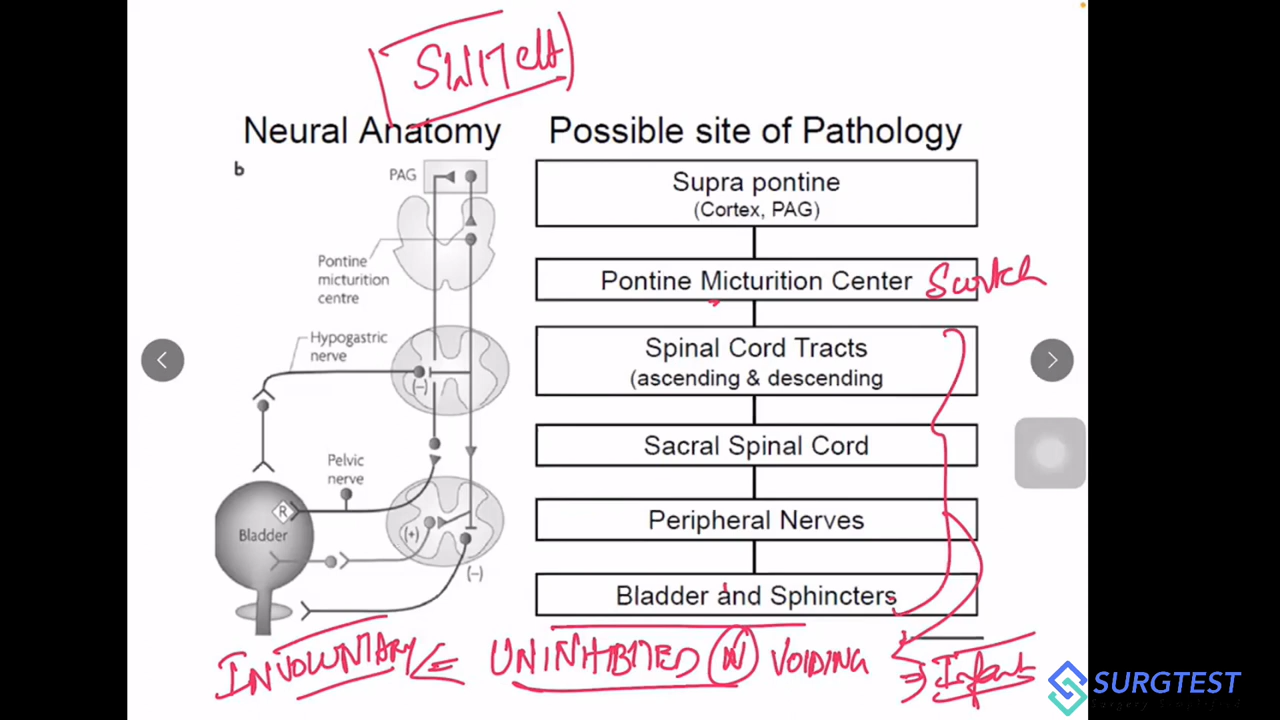 SWITCH
Neural Anatomy
Possible site of Pathology
b
PAG
Pontine
micturition
centre
Hypogastric
nerve
(–)
Pelvic
nerve
R
Bladder
(+)
(–)
Supra pontine
(Cortex, PAG)
Pontine Micturition Center
Switch
Spinal Cord Tracts
(ascending & descending
Sacral Spinal Cord
Peripheral Nerves
Bladder and Sphincters
INVOLUNTARY UNINHIBITED N VOIDING
Infant
SURGTEST